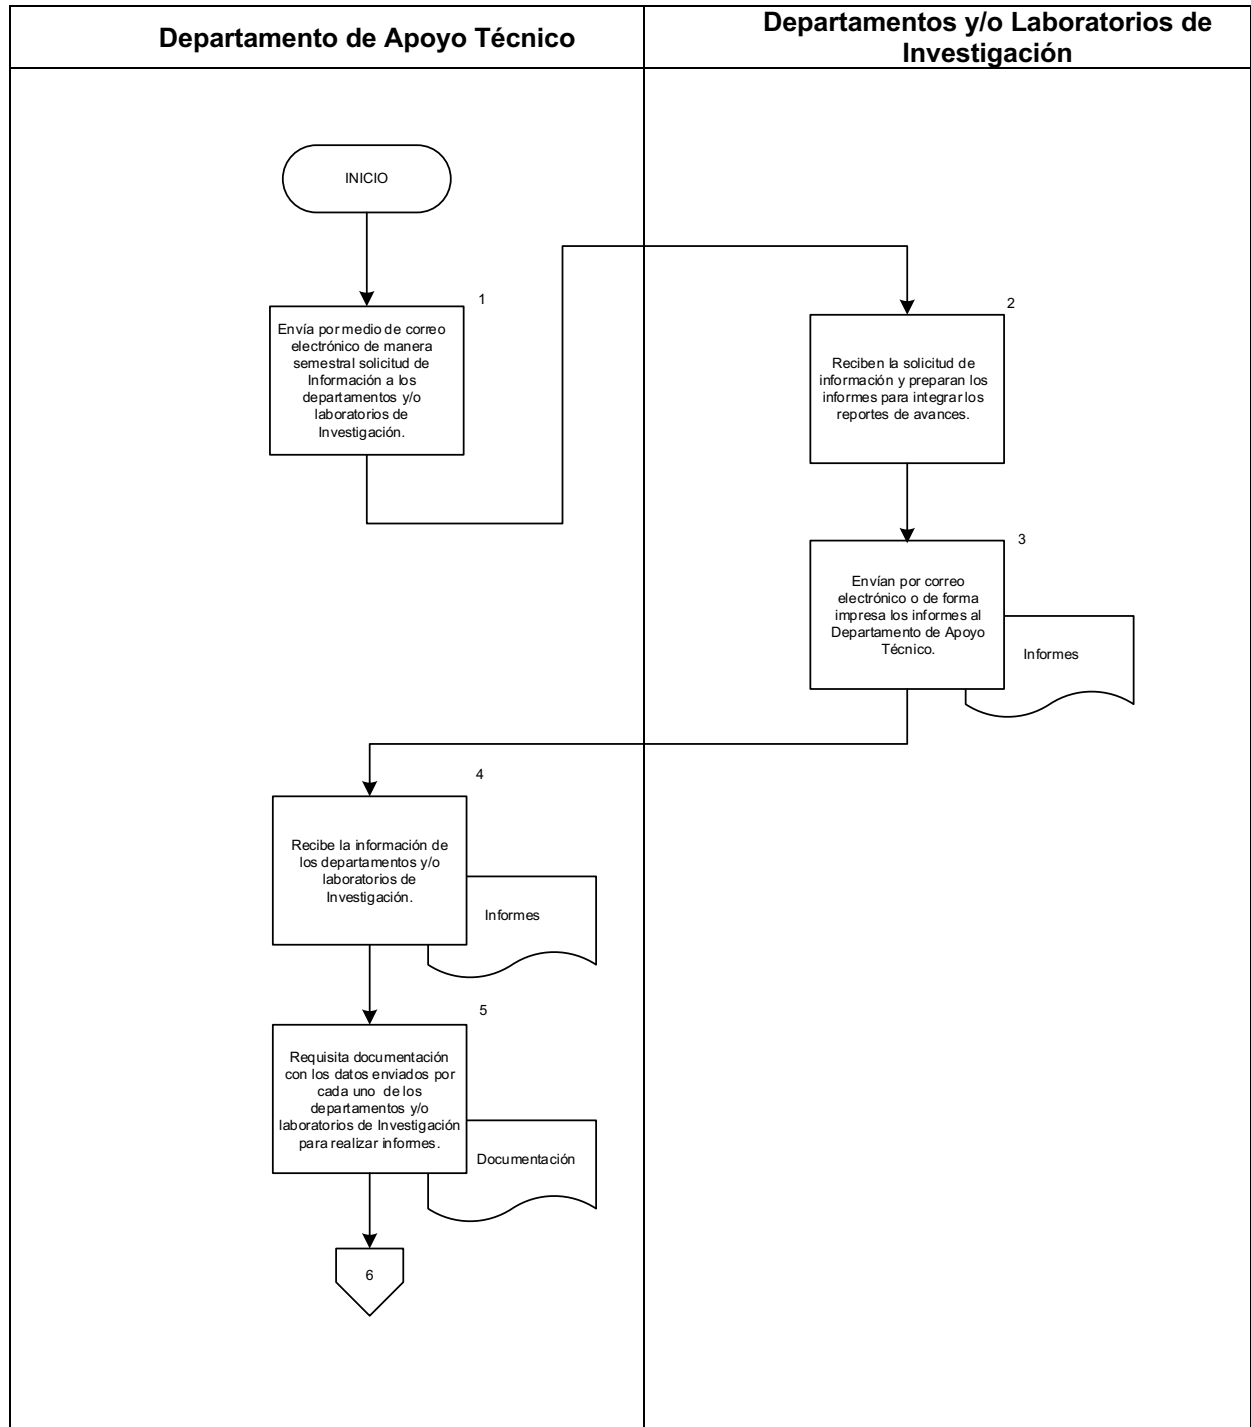 Departamento de Apoyo Técnico
Departamentos y/o Laboratorios de
Investigación
INICIO
1
Envía por medio de correo
electrónico de manera
semestral solicitud de
Información a los
departamentos y/o
laboratorios de
Investigación.
2
Reciben la solicitud de
información y preparan los
informes para integrar los
reportes de avances.
3
Envían por correo
electrónico o de forma
impresa los informes al
Departamento de Apoyo
Técnico.
Informes
4
Recibe la información de
los departamentos y/o
laboratorios de
Investigación.
Informes
5
Requisita documentación
con los datos enviados por
cada uno de los
departamentos y/o
laboratorios de Investigación
para realizar informes.
Documentación
6